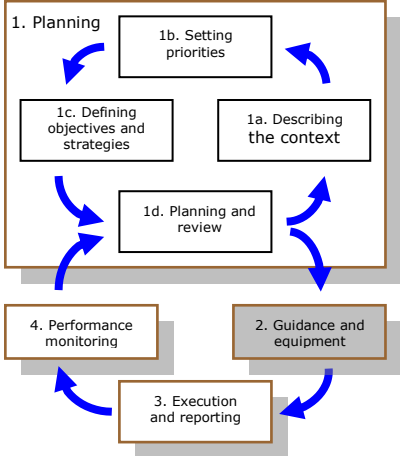 1. Planning
1b. Setting
priorities
1c. Defining
objectives and
strategies
1a. Describing
the context
1d. Planning and
review
4. Performance
monitoring
2. Guidance and
equipment
3. Execution
and reporting